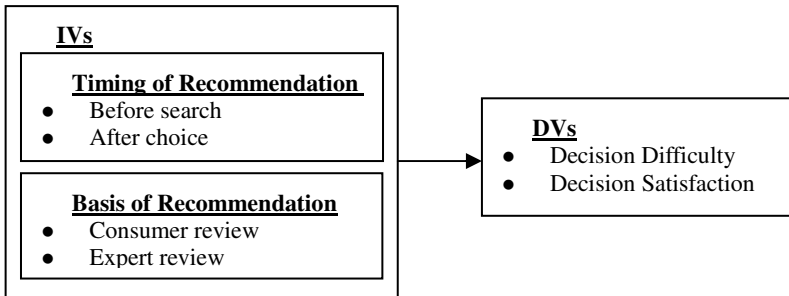 IVs
Timing of Recommendation
● Before search
● After choice
Basis of Recommendation
● Consumer review
● Expert review
DVs
● Decision Difficulty
● Decision Satisfaction